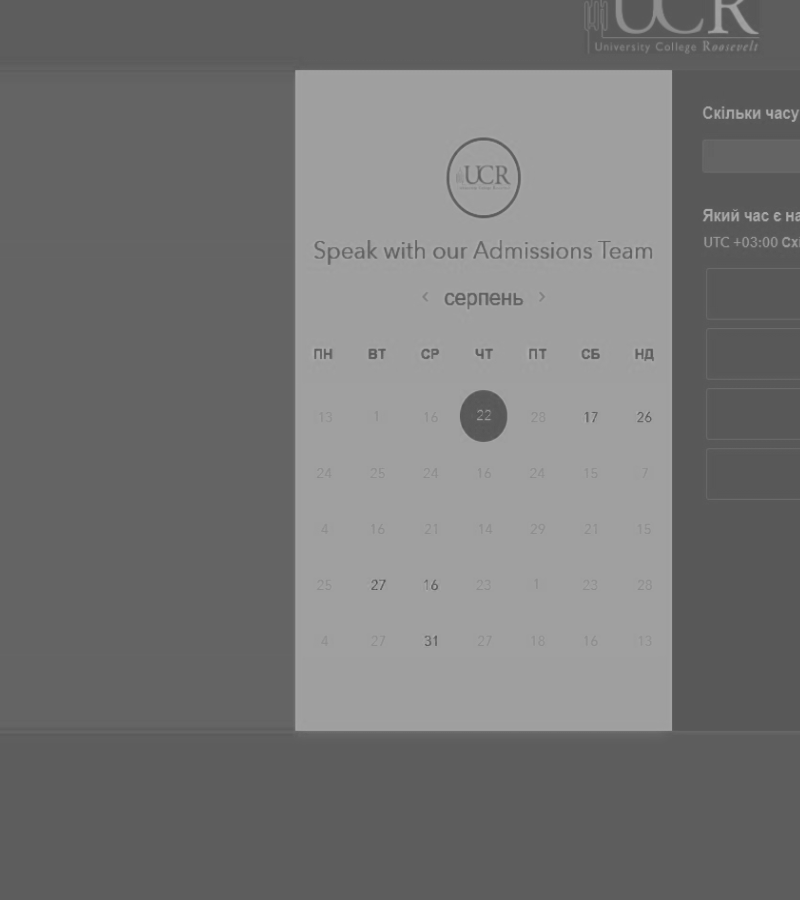 UCR
University College Roosevelt
Скільки часу
UCR
Який час є на
UTC +03:00 Схі
Speak with our Admissions Team
‹ серпень ›
ПН ВТ СР ЧТ ПТ СБ НД
13 1 16 22 28 17 26
24 25 24 16 24 15 7
4 16 21 14 29 21 15
25 27 16 23 1 23 28
4 27 31 27 18 16 13